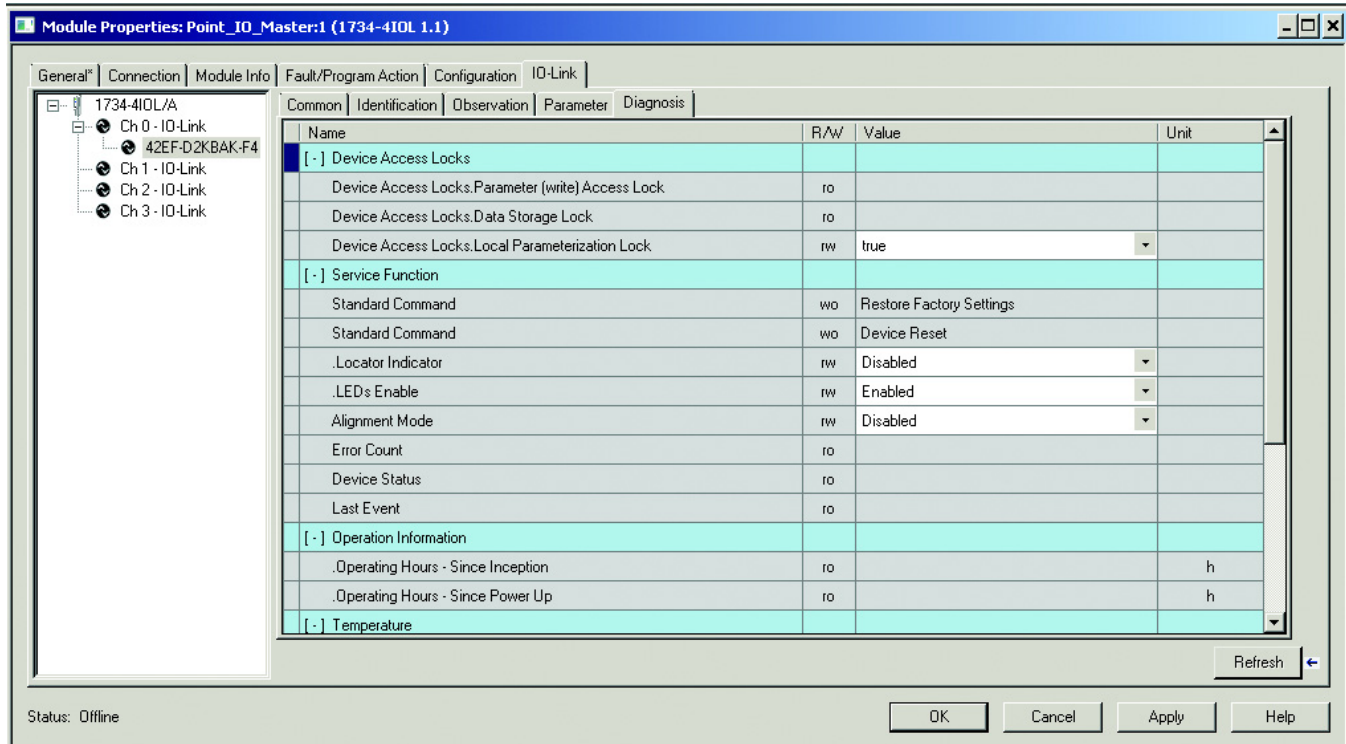 Module Properties: Point_IO_Master:1 (1734-4IOL 1.1)
General* Connection Module Info Fault/Program Action Configuration IO-Link
1734-4IOL/A
Ch 0 - IO-Link
42EF-D2KBAK-F4
Ch 1 - IO-Link
Ch 2 - IO-Link
Ch 3 - IO-Link
Common Identification Observation Parameter Diagnosis
Name R/W Value Unit
[-] Device Access Locks
Device Access Locks.Parameter (write) Access Lock ro
Device Access Locks.Data Storage Lock ro
Device Access Locks.Local Parameterization Lock rw true
[-] Service Function
Standard Command wo Restore Factory Settings
Standard Command wo Device Reset
.Locator Indicator rw Disabled
.LEDs Enable rw Enabled
Alignment Mode rw Disabled
Error Count ro
Device Status ro
Last Event ro
[-] Operation Information
.Operating Hours - Since Inception ro h
.Operating Hours - Since Power Up ro h
[-] Temperature
Refresh
Status: Offline OK Cancel Apply Help